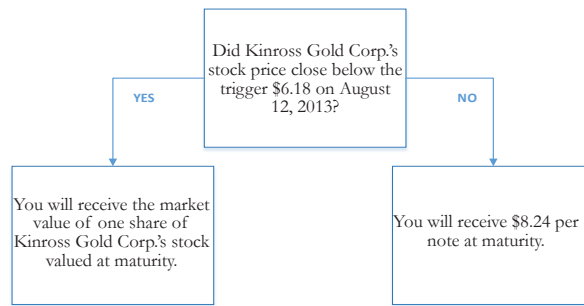 Did Kinross Gold Corp.'s
stock price close below the
trigger $6.18 on August
12, 2013?
YES
NO
You will receive the market
value of one share of
Kinross Gold Corp.'s stock
valued at maturity.
You will receive $8.24 per
note at maturity.